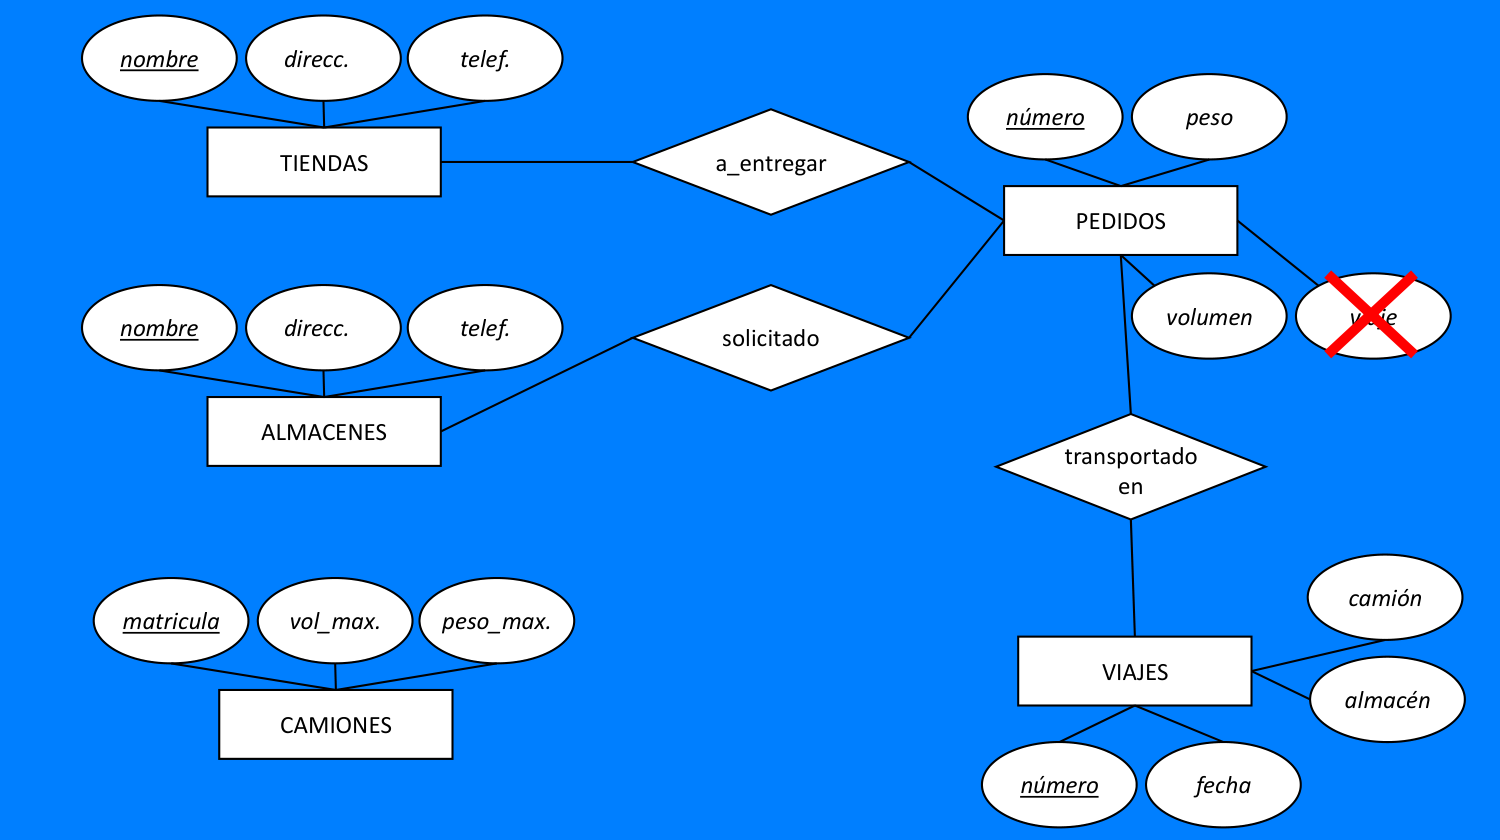 nombre
direcc.
telef.
TIENDAS
a_entregar
número
peso
PEDIDOS
volumen
nombre
direcc.
telef.
ALMACENES
solicitado
transportado
en
matricula
vol_max.
peso_max.
CAMIONES
VIAJES
camión
almacén
número
fecha